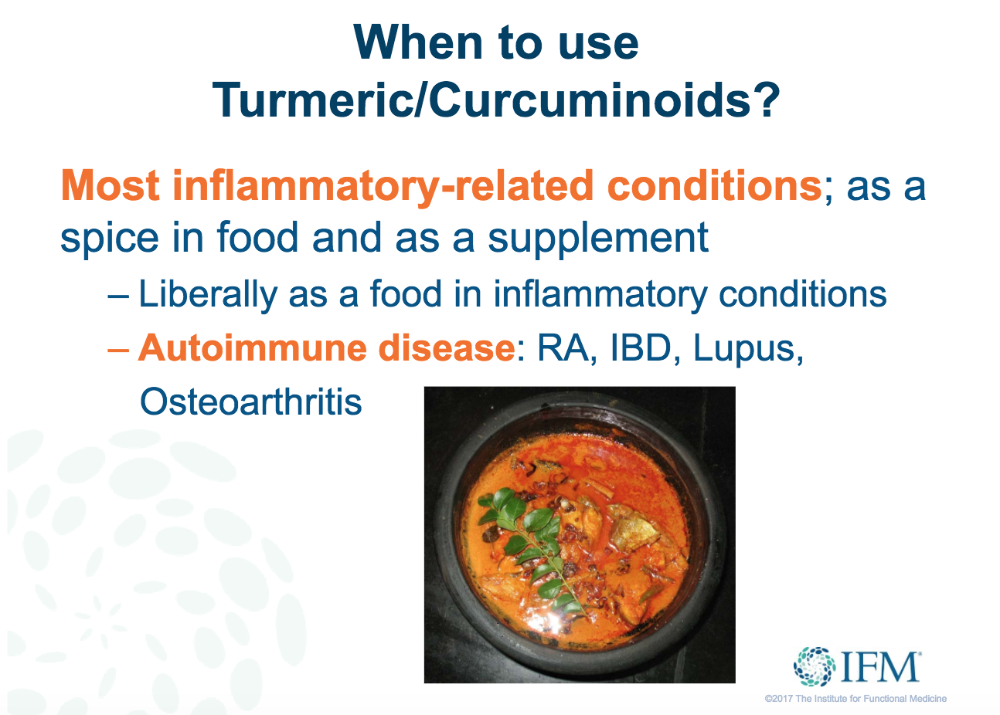 When to use
Turmeric/Curcuminoids?
Most inflammatory-related conditions; as a
spice in food and as a supplement
– Liberally as a food in inflammatory conditions
– Autoimmune disease: RA, IBD, Lupus,
Osteoarthritis
IFM®
©2017 The Institute for Functional Medicine